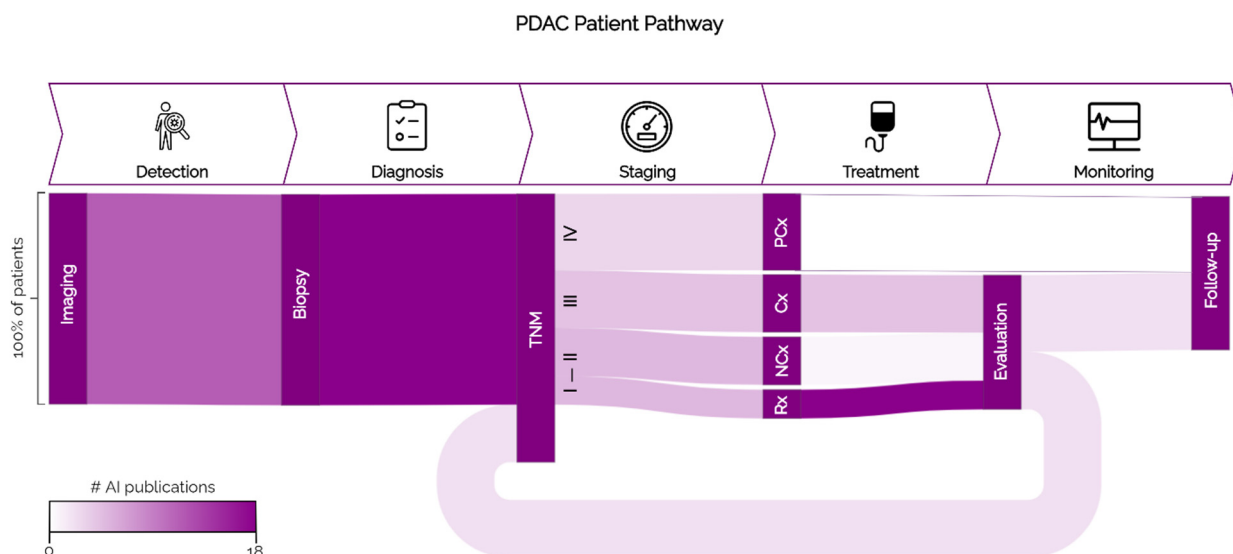 PDAC Patient Pathway
Detection
Diagnosis
Staging
Treatment
Monitoring
100% of patients
Imaging
Biopsy
TNM
IV
III
I – II
PCx
Cx
NCx
Rx
Evaluation
Follow-up
# AI publications
0 18